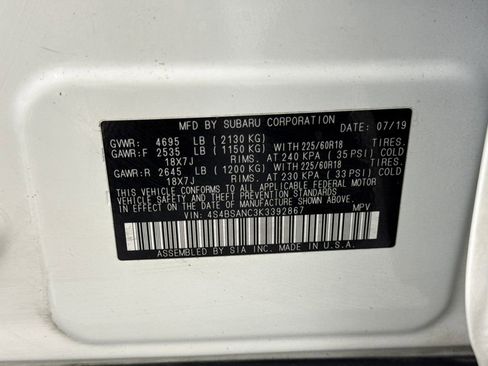 MFD BY SUBARU CORPORATION DATE: 07/19
GVWR: 4695 LB ( 2130 KG)
GAWR:F 2535 LB ( 1150 KG) WITH 225/60R18 TIRES.
18X7J RIMS. AT 240 KPA ( 35 PSI) COLD
GAWR:R 2645 LB ( 1200 KG) WITH 225/60R18 TIRES.
18X7J RIMS. AT 230 KPA ( 33 PSI) COLD
THIS VEHICLE CONFORMS TO ALL APPLICABLE FEDERAL MOTOR
VEHICLE SAFETY AND THEFT PREVENTION STANDARDS
IN EFFECT ON THE DATE OF MANUFACTURE SHOWN ABOVE.
VIN: 4S4BSANC3K3392867 MPV
ASSEMBLED BY SIA INC. MADE IN U.S.A.